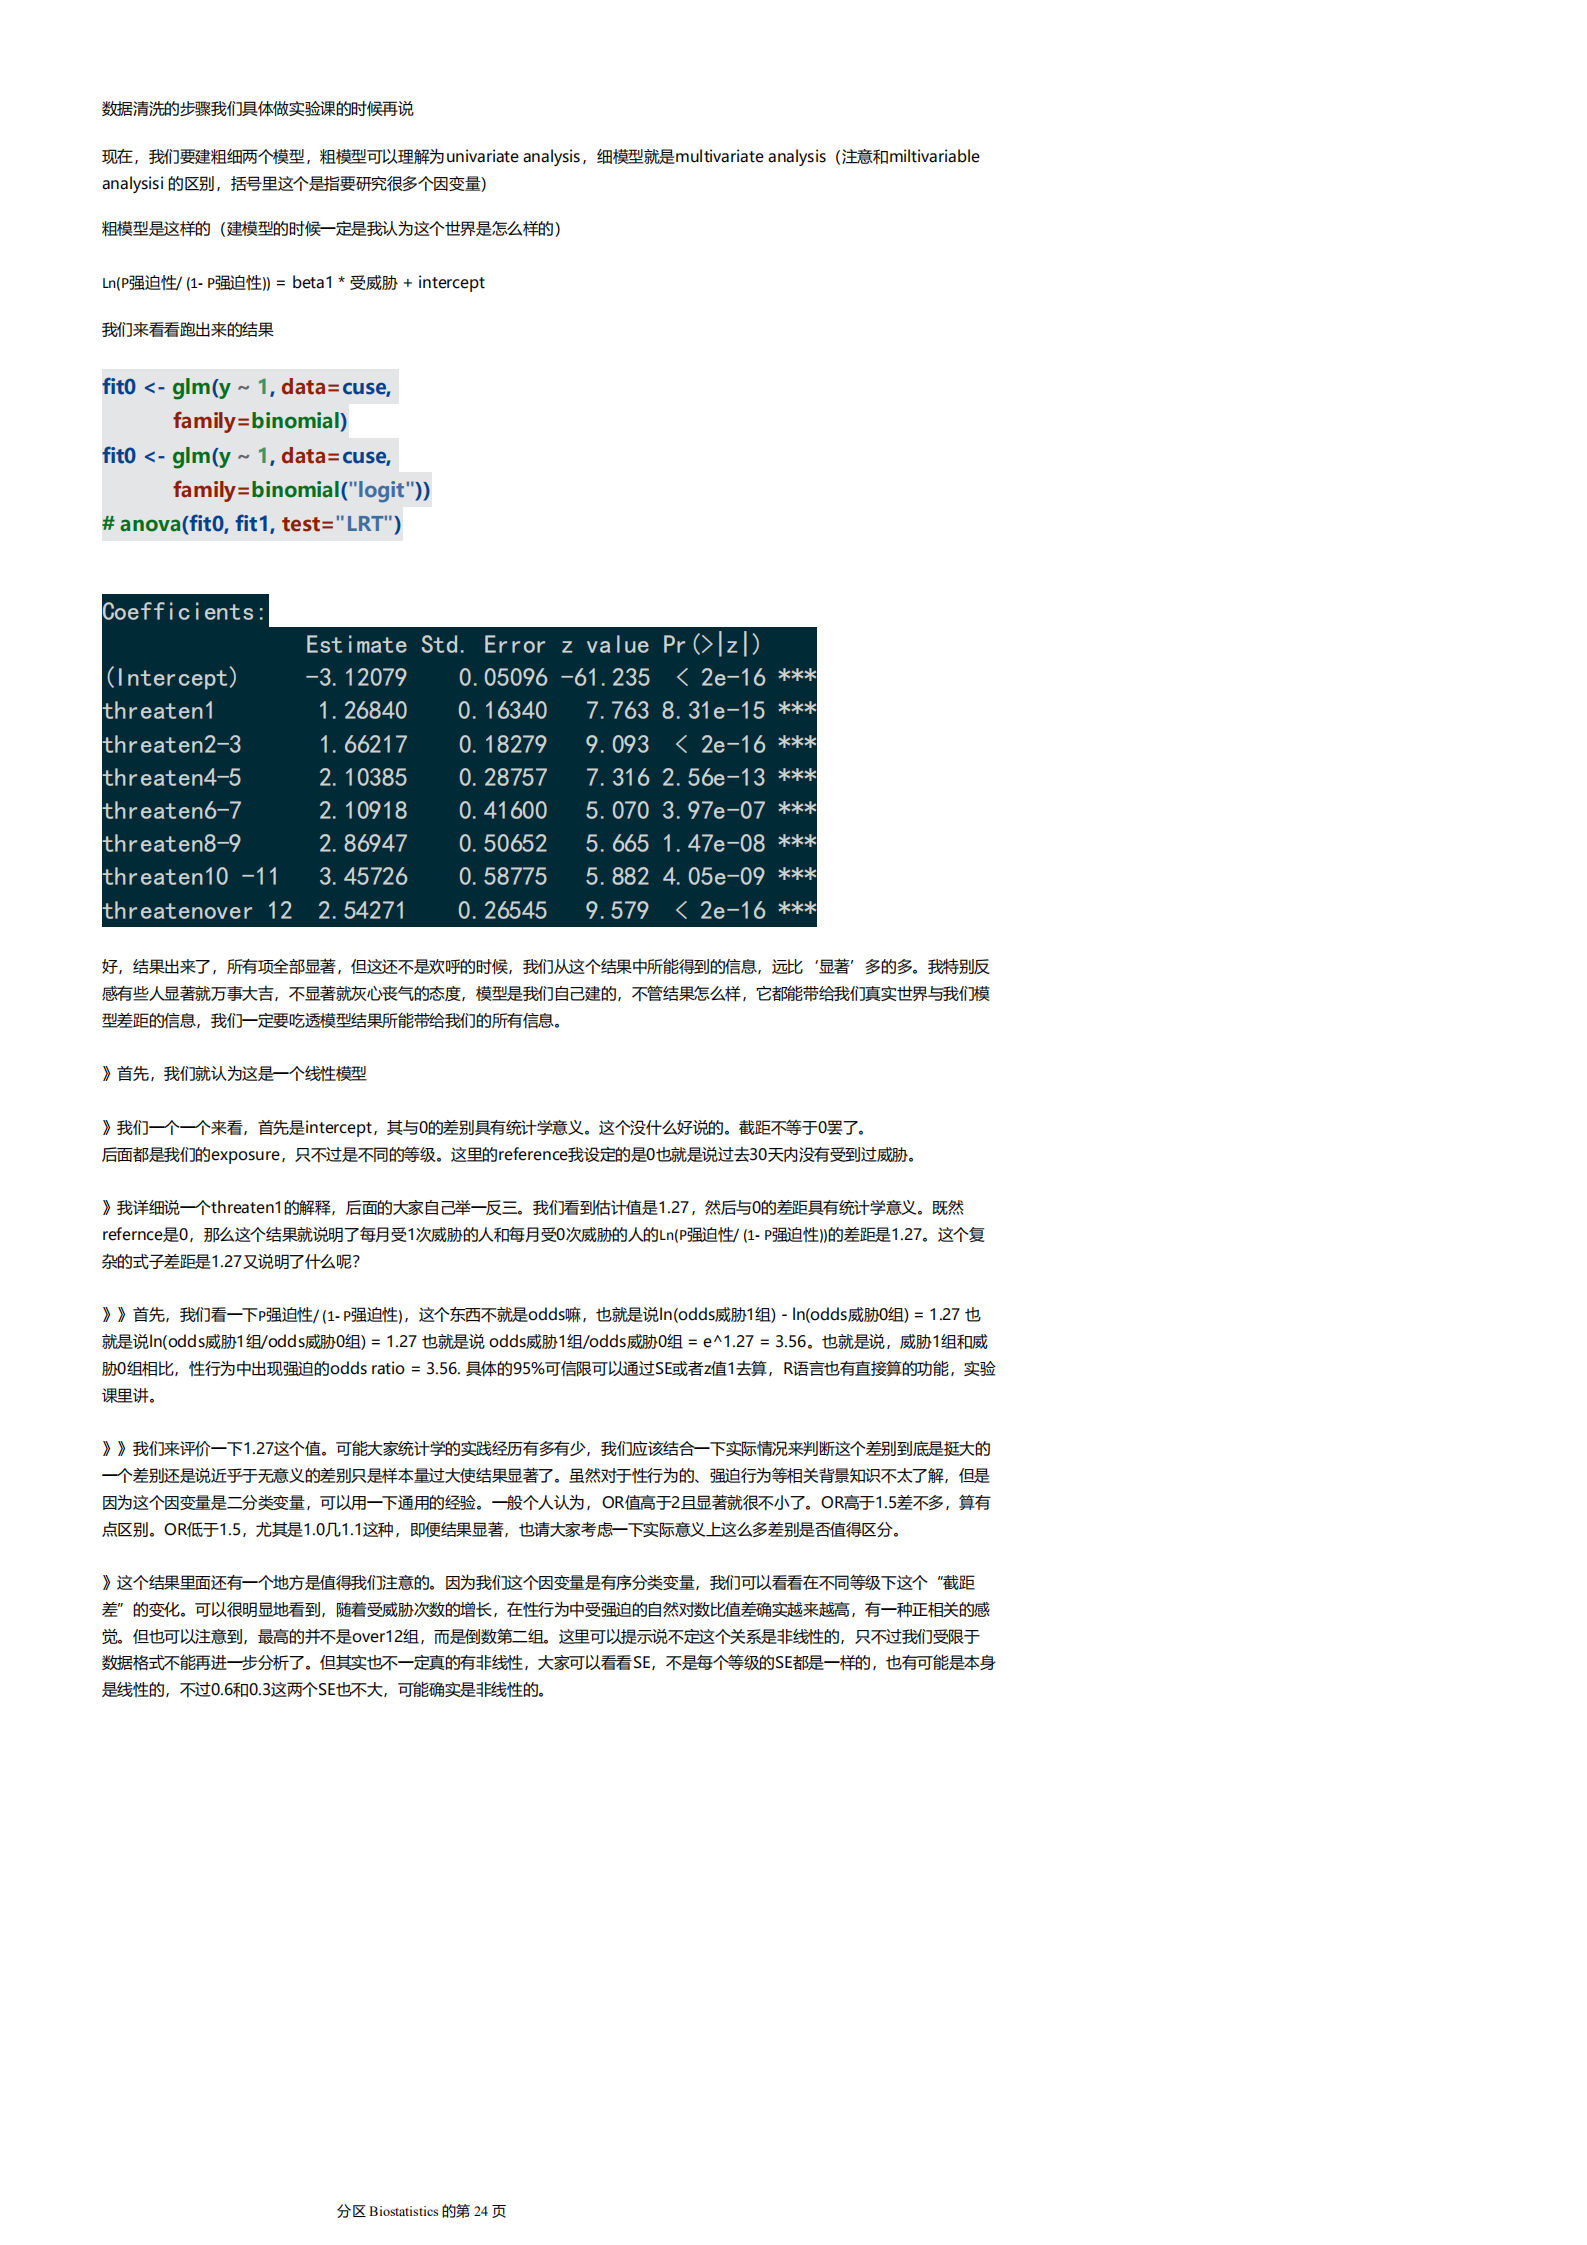 数据清洗的步骤我们具体做实验课的时候再说
现在，我们要建粗细两个模型，粗模型可以理解为univariate analysis，细模型就是multivariate analysis（注意和miltivariable
analysisi 的区别，括号里这个是指要研究很多个因变量）
粗模型是这样的（建模型的时候一定是我认为这个世界是怎么样的）
Ln(P强迫性/ (1- P强迫性)) = beta1 * 受威胁 + intercept
我们来看看跑出来的结果
fit0 <- glm(y ~ 1, data=cuse,
family=binomial)
fit0 <- glm(y ~ 1, data=cuse,
family=binomial("logit"))
# anova(fit0, fit1, test="LRT")
Coefficients:
Estimate Std. Error z value Pr(>|z|)
(Intercept) -3.12079 0.05096 -61.235 < 2e-16 ***
threaten1 1.26840 0.16340 7.763 8.31e-15 ***
threaten2-3 1.66217 0.18279 9.093 < 2e-16 ***
threaten4-5 2.10385 0.28757 7.316 2.56e-13 ***
threaten6-7 2.10918 0.41600 5.070 3.97e-07 ***
threaten8-9 2.86947 0.50652 5.665 1.47e-08 ***
threaten10 -11 3.45726 0.58775 5.882 4.05e-09 ***
threatenover 12 2.54271 0.26545 9.579 < 2e-16 ***
好，结果出来了，所有项全部显著，但这还不是欢呼的时候，我们从这个结果中所能得到的信息，远比‘显著’多的多。我特别反
感有些人显著就万事大吉，不显著就灰心丧气的态度，模型是我们自己建的，不管结果怎么样，它都能带给我们真实世界与我们模
型差距的信息，我们一定要吃透模型结果所能带给我们的所有信息。
》首先，我们就认为这是一个线性模型
》我们一个一个来看，首先是intercept，其与0的差别具有统计学意义。这个没什么好说的。截距不等于0罢了。
后面都是我们的exposure，只不过是不同的等级。这里的reference我设定的是0也就是说过去30天内没有受到过威胁。
》我详细说一个threaten1的解释，后面的大家自己举一反三。我们看到估计值是1.27，然后与0的差距具有统计学意义。既然
refernce是0，那么这个结果就说明了每月受1次威胁的人和每月受0次威胁的人的Ln(P强迫性/ (1- P强迫性))的差距是1.27。这个复
杂的式子差距是1.27又说明了什么呢？
》》首先，我们看一下P强迫性/ (1- P强迫性)，这个东西不就是odds嘛，也就是说ln(odds威胁1组) - ln(odds威胁0组) = 1.27 也
就是说ln(odds威胁1组/odds威胁0组) = 1.27 也就是说 odds威胁1组/odds威胁0组 = e^1.27 = 3.56。也就是说，威胁1组和威
胁0组相比，性行为中出现强迫的odds ratio = 3.56. 具体的95%可信限可以通过SE或者z值1去算，R语言也有直接算的功能，实验
课里讲。
》》我们来评价一下1.27这个值。可能大家统计学的实践经历有多有少，我们应该结合一下实际情况来判断这个差别到底是挺大的
一个差别还是说近乎于无意义的差别只是样本量过大使结果显著了。虽然对于性行为的、强迫行为等相关背景知识不太了解，但是
因为这个因变量是二分类变量，可以用一下通用的经验。一般个人认为，OR值高于2且显著就很不小了。OR高于1.5差不多，算有
点区别。OR低于1.5，尤其是1.0几1.1这种，即便结果显著，也请大家考虑一下实际意义上这么多差别是否值得区分。
》这个结果里面还有一个地方是值得我们注意的。因为我们这个因变量是有序分类变量，我们可以看看在不同等级下这个“截距
差”的变化。可以很明显地看到，随着受威胁次数的增长，在性行为中受强迫的自然对数比值差确实越来越高，有一种正相关的感
觉。但也可以注意到，最高的并不是over12组，而是倒数第二组。这里可以提示说不定这个关系是非线性的，只不过我们受限于
数据格式不能再进一步分析了。但其实也不一定真的有非线性，大家可以看看SE，不是每个等级的SE都是一样的，也有可能是本身
是线性的，不过0.6和0.3这两个SE也不大，可能确实是非线性的。
分区 Biostatistics 的第 24 页